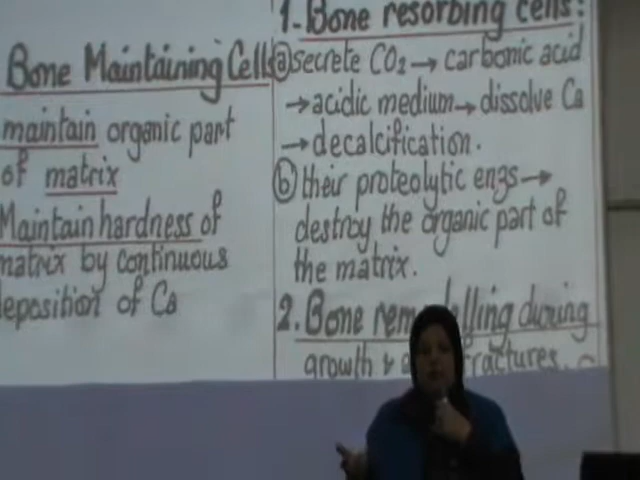 Bone Maintaining Cells
maintain organic part
of matrix
Maintain hardness of
matrix by continuous
deposition of Ca
1. Bone resorbing cells:
ⓐ secrete CO₂ → carbonic acid
→ acidic medium → dissolve Ca
→ decalcification.
ⓑ their proteolytic enzs →
destroy the organic part of
the matrix.
2. Bone remodelling during
growth & fractures.